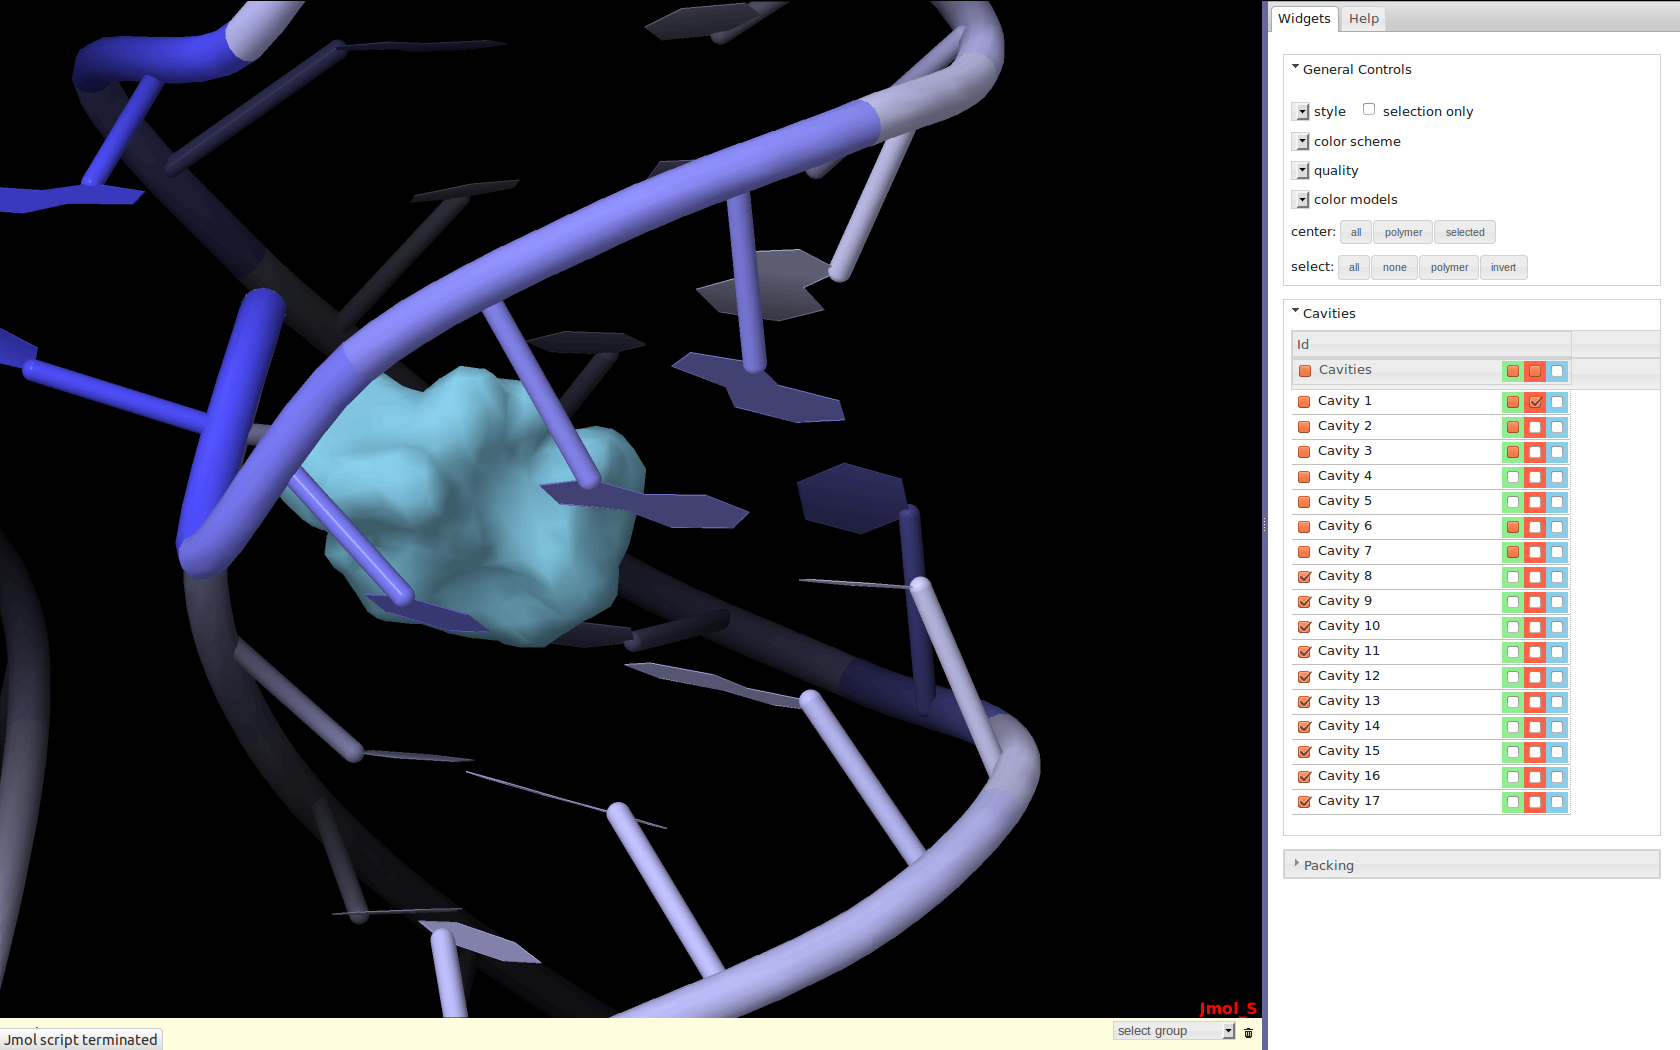 Widgets Help
General Controls
style selection only
color scheme
quality
color models
center: all polymer selected
select: all none polymer invert
Cavities
Id
Cavities
Cavity 1
Cavity 2
Cavity 3
Cavity 4
Cavity 5
Cavity 6
Cavity 7
Cavity 8
Cavity 9
Cavity 10
Cavity 11
Cavity 12
Cavity 13
Cavity 14
Cavity 15
Cavity 16
Cavity 17
Packing
Jmol_S
select group
Jmol script terminated